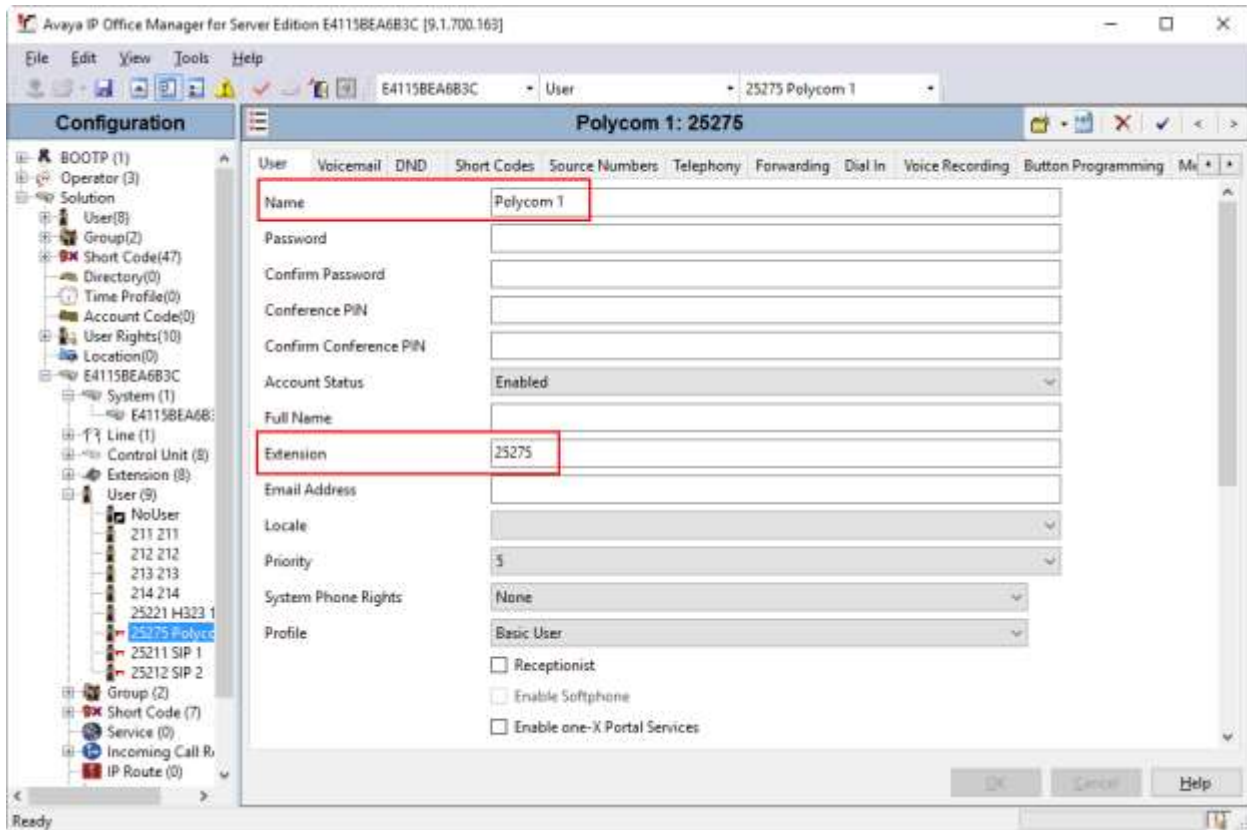 Avaya IP Office Manager for Server Edition E4115BEA6B3C [9.1.700.163]
File Edit View Tools Help
E4115BEA6B3C User 25275 Polycom 1
Configuration
Polycom 1: 25275
BOOTP (1)
Operator (3)
Solution
User(8)
Group(2)
Short Code(47)
Directory(0)
Time Profile(0)
Account Code(0)
User Rights(10)
Location(0)
E4115BEA6B3C
System (1)
E4115BEA6B3
Line (1)
Control Unit (8)
Extension (8)
User (9)
NoUser
211 211
212 212
213 213
214 214
25221 H323 1
25275 Polyco
25211 SIP 1
25212 SIP 2
Group (2)
Short Code (7)
Service (0)
Incoming Call R
IP Route (0)
User Voicemail DND Short Codes Source Numbers Telephony Forwarding Dial In Voice Recording Button Programming Me
Name Polycom 1
Password
Confirm Password
Conference PIN
Confirm Conference PIN
Account Status Enabled
Full Name
Extension 25275
Email Address
Locale
Priority 5
System Phone Rights None
Profile Basic User
Receptionist
Enable Softphone
Enable one-X Portal Services
OK Cancel Help
Ready